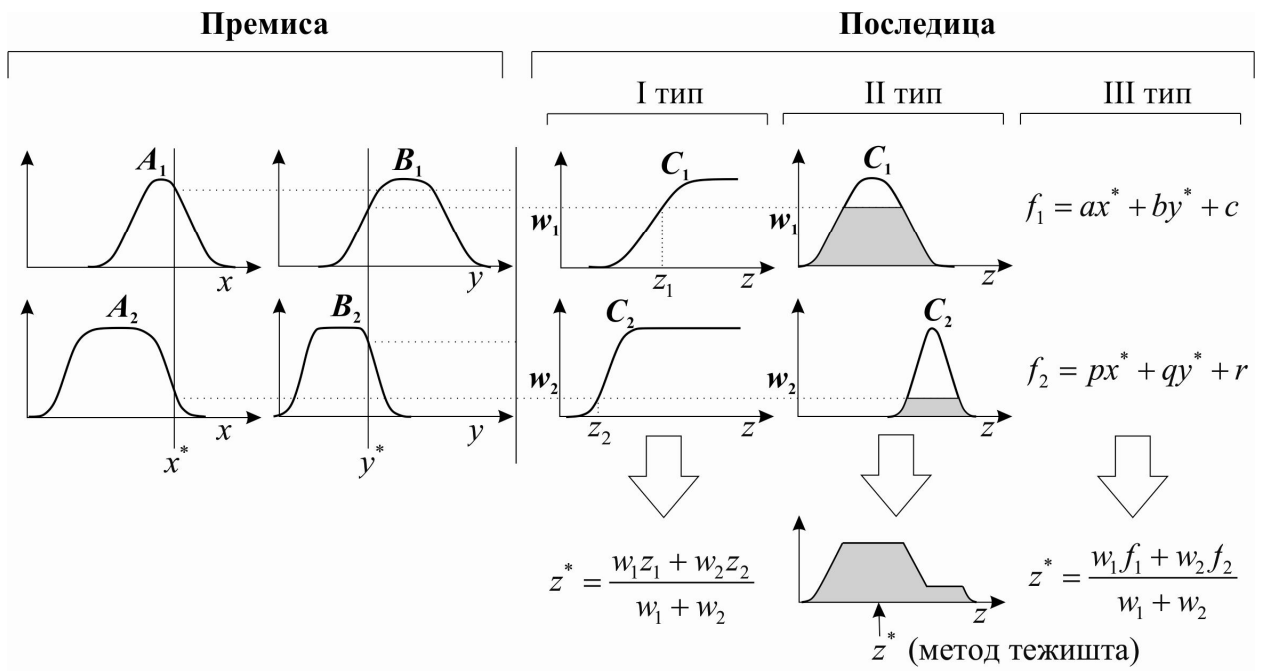 Премиса Последица
I тип II тип III тип
A₁ B₁ C₁ C₁
w₁ w₁ f₁ = ax* + by* + c
x y z₁ z z
A₂ B₂ C₂ C₂
w₂ w₂ f₂ = px* + qy* + r
x y z₂ z z
x* y*
z* = (w₁z₁ + w₂z₂) / (w₁ + w₂) z z* = (w₁f₁ + w₂f₂) / (w₁ + w₂)
z* (метод тежишта)